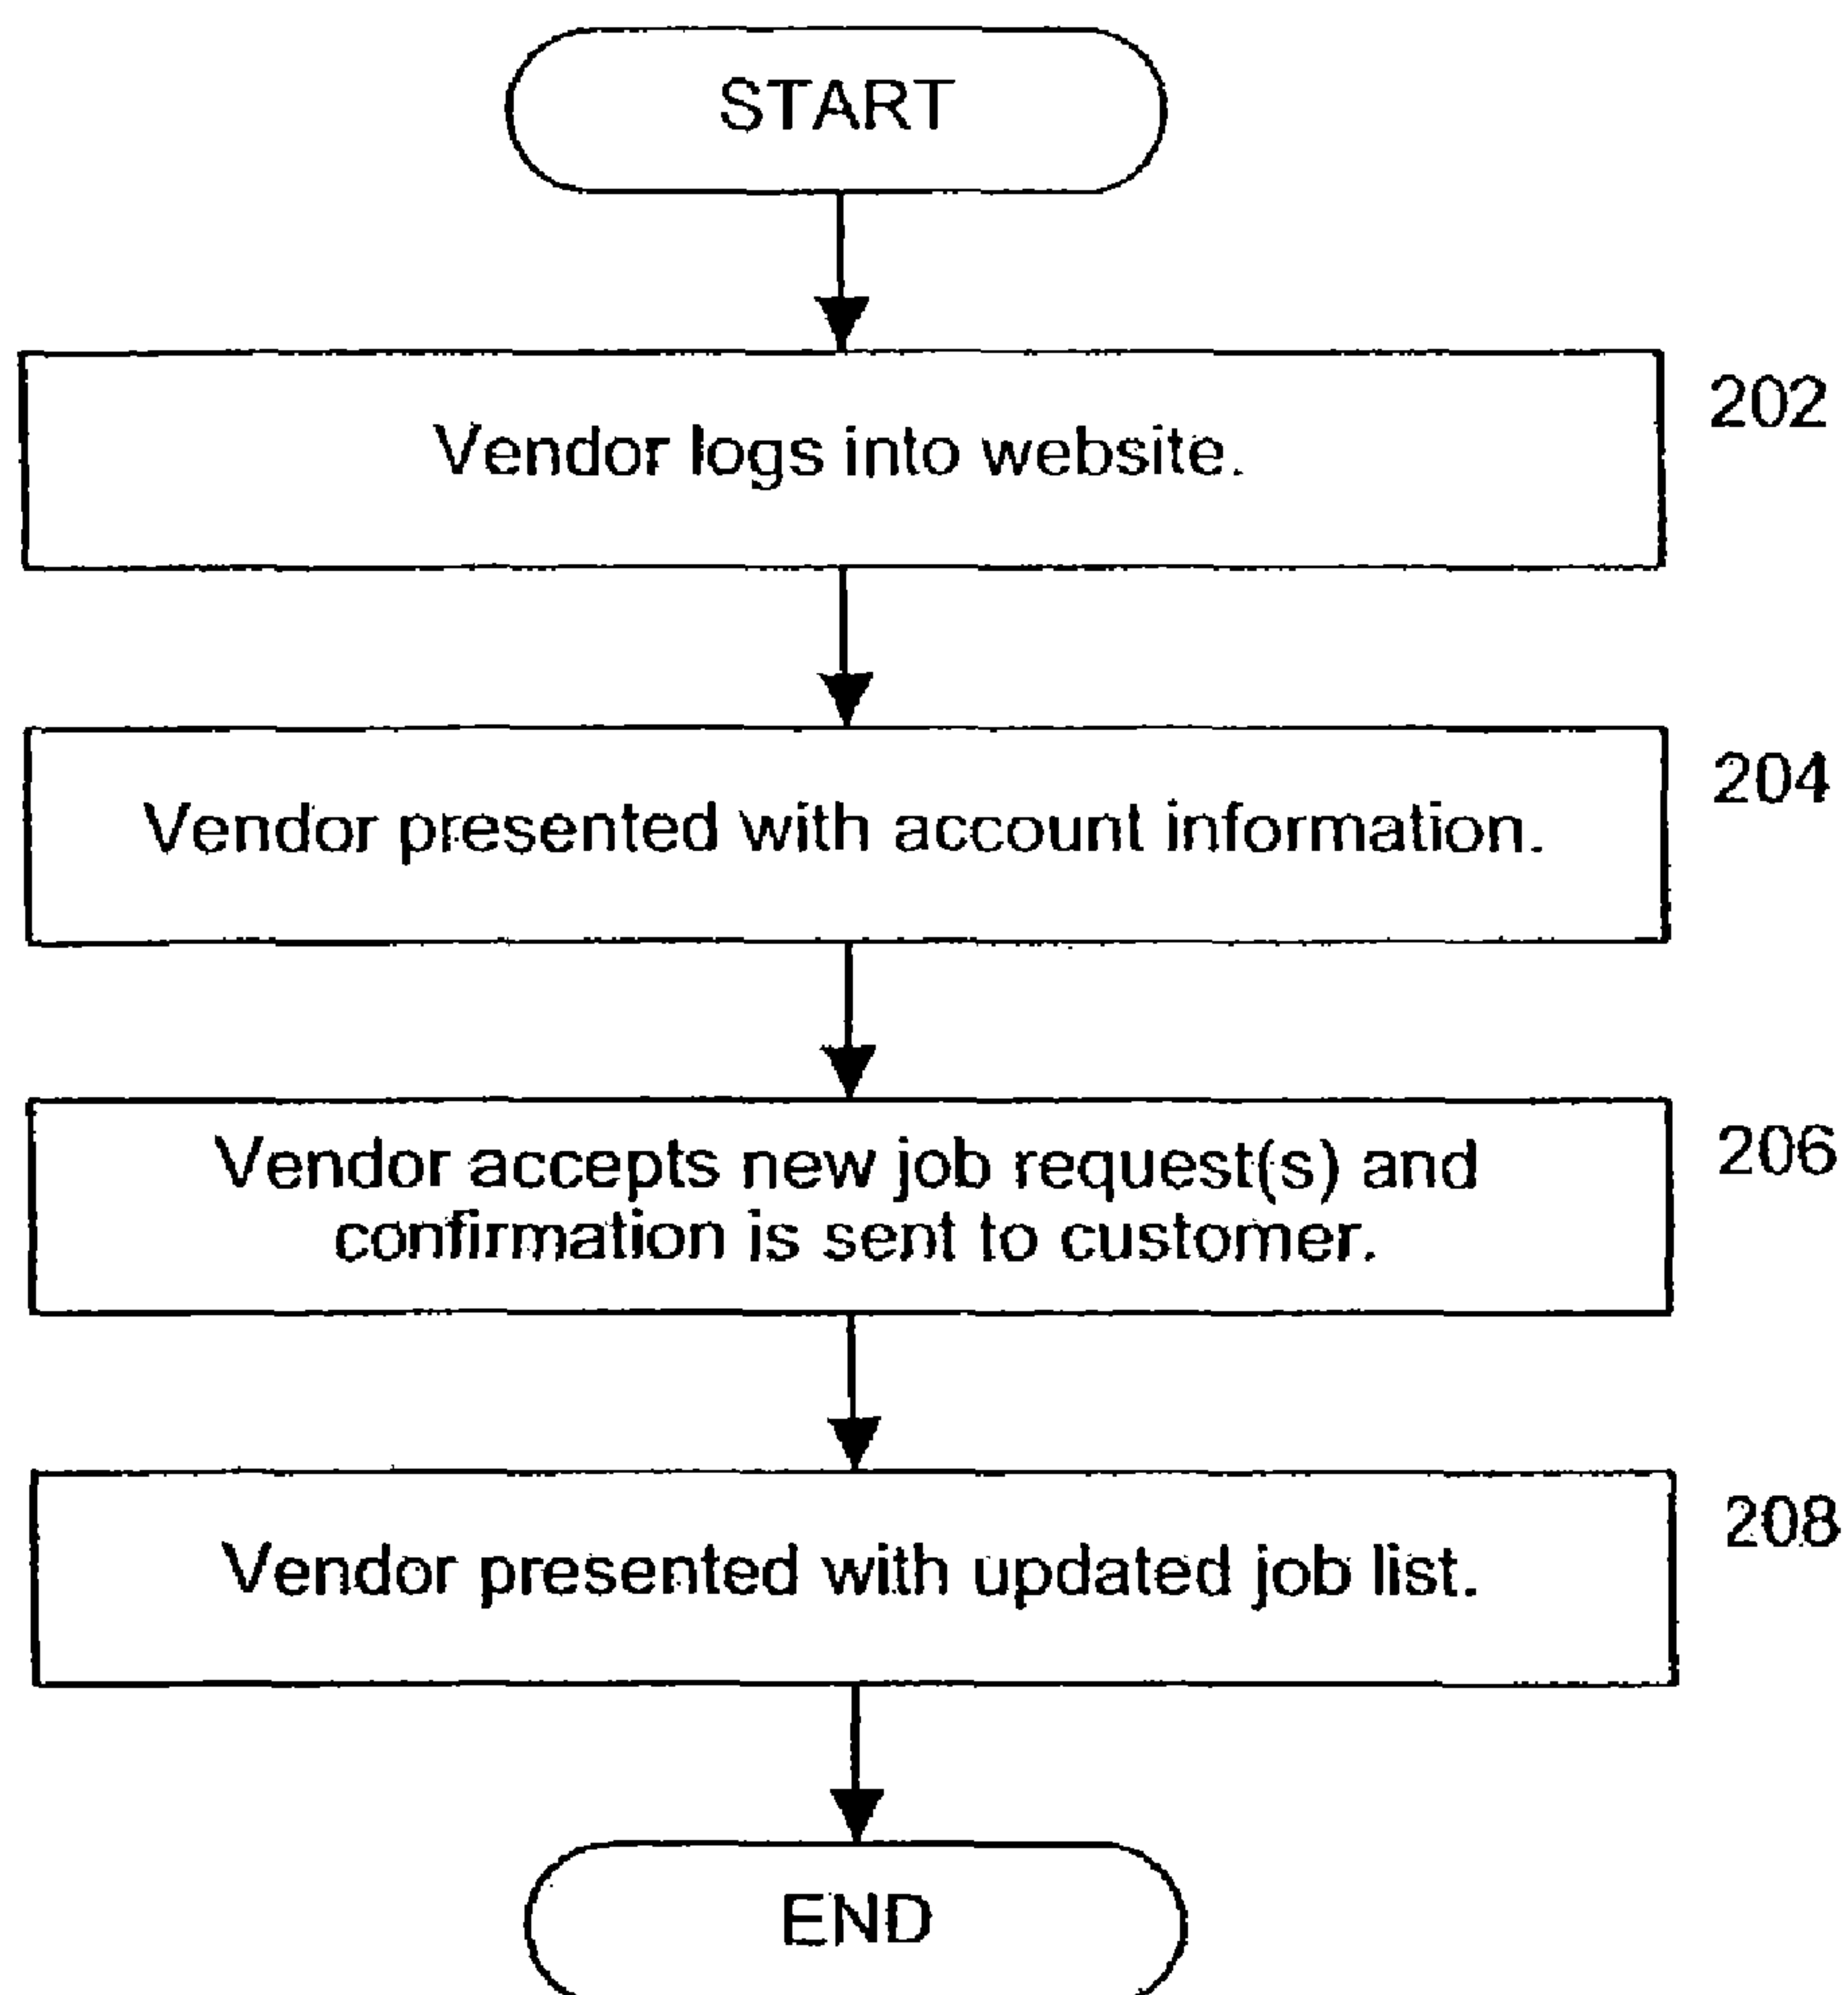 START
202
Vendor logs into website.
204
Vendor presented with account information.
206
Vendor accepts new job request(s) and
confirmation is sent to customer.
208
Vendor presented with updated job list.
END